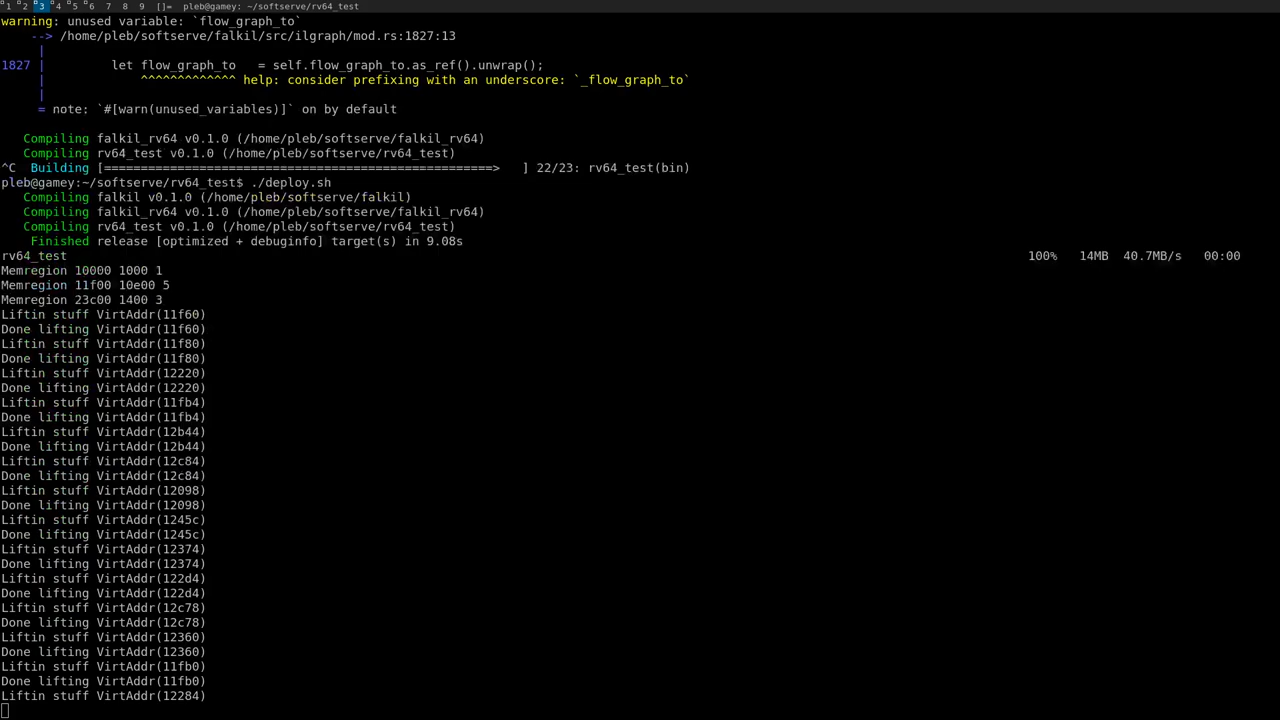 1 2 3 4 5 6 7 8 9 []= pleb@gamey: ~/softserve/rv64_test
warning: unused variable: `flow_graph_to`
--> /home/pleb/softserve/falkil/src/ilgraph/mod.rs:1827:13
|
1827 | let flow_graph_to = self.flow_graph_to.as_ref().unwrap();
| ^^^^^^^^^^^^^ help: consider prefixing with an underscore: `_flow_graph_to`
|
= note: `#[warn(unused_variables)]` on by default
Compiling falkil_rv64 v0.1.0 (/home/pleb/softserve/falkil_rv64)
Compiling rv64_test v0.1.0 (/home/pleb/softserve/rv64_test)
^C Building [=====================================================> ] 22/23: rv64_test(bin)
pleb@gamey:~/softserve/rv64_test$ ./deploy.sh
Compiling falkil v0.1.0 (/home/pleb/softserve/falkil)
Compiling falkil_rv64 v0.1.0 (/home/pleb/softserve/falkil_rv64)
Compiling rv64_test v0.1.0 (/home/pleb/softserve/rv64_test)
Finished release [optimized + debuginfo] target(s) in 9.08s
rv64_test 100% 14MB 40.7MB/s 00:00
Memregion 10000 1000 1
Memregion 11f00 10e00 5
Memregion 23c00 1400 3
Liftin stuff VirtAddr(11f60)
Done lifting VirtAddr(11f60)
Liftin stuff VirtAddr(11f80)
Done lifting VirtAddr(11f80)
Liftin stuff VirtAddr(12220)
Done lifting VirtAddr(12220)
Liftin stuff VirtAddr(11fb4)
Done lifting VirtAddr(11fb4)
Liftin stuff VirtAddr(12b44)
Done lifting VirtAddr(12b44)
Liftin stuff VirtAddr(12c84)
Done lifting VirtAddr(12c84)
Liftin stuff VirtAddr(12098)
Done lifting VirtAddr(12098)
Liftin stuff VirtAddr(1245c)
Done lifting VirtAddr(1245c)
Liftin stuff VirtAddr(12374)
Done lifting VirtAddr(12374)
Liftin stuff VirtAddr(122d4)
Done lifting VirtAddr(122d4)
Liftin stuff VirtAddr(12c78)
Done lifting VirtAddr(12c78)
Liftin stuff VirtAddr(12360)
Done lifting VirtAddr(12360)
Liftin stuff VirtAddr(11fb0)
Done lifting VirtAddr(11fb0)
Liftin stuff VirtAddr(12284)